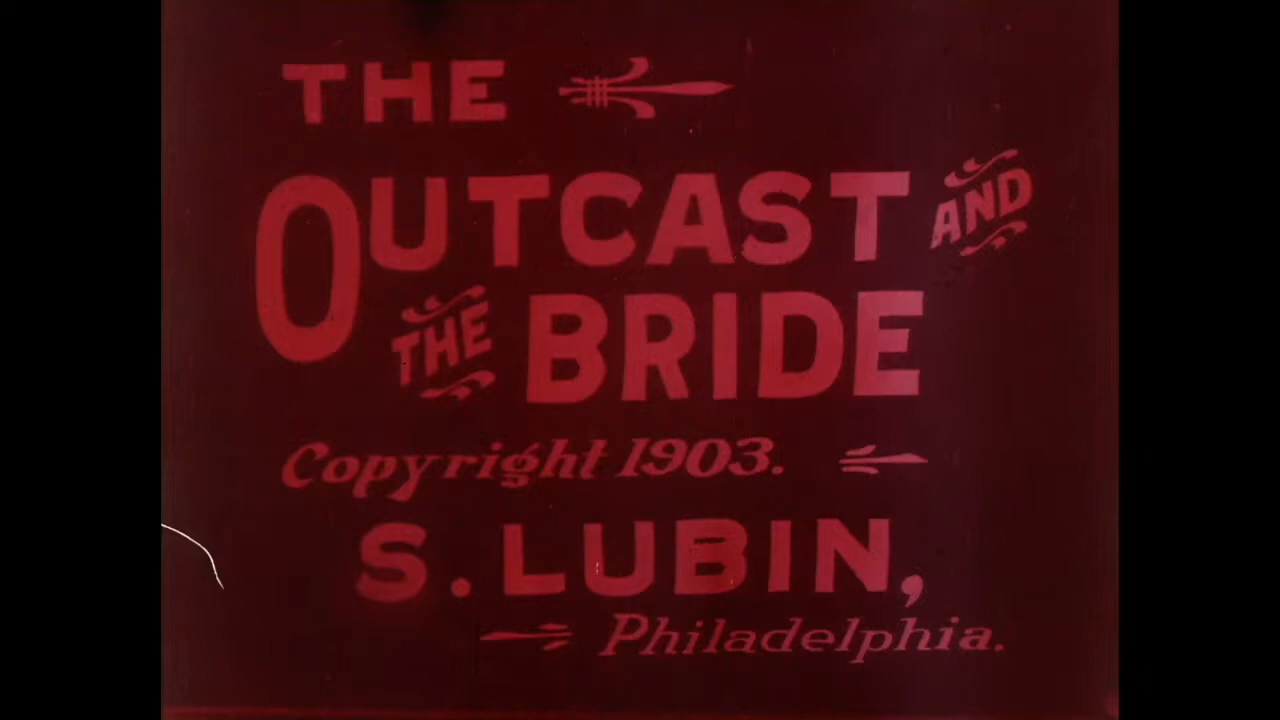 THE
OUTCAST AND
THE BRIDE
Copyright 1903.
S. LUBIN,
Philadelphia.